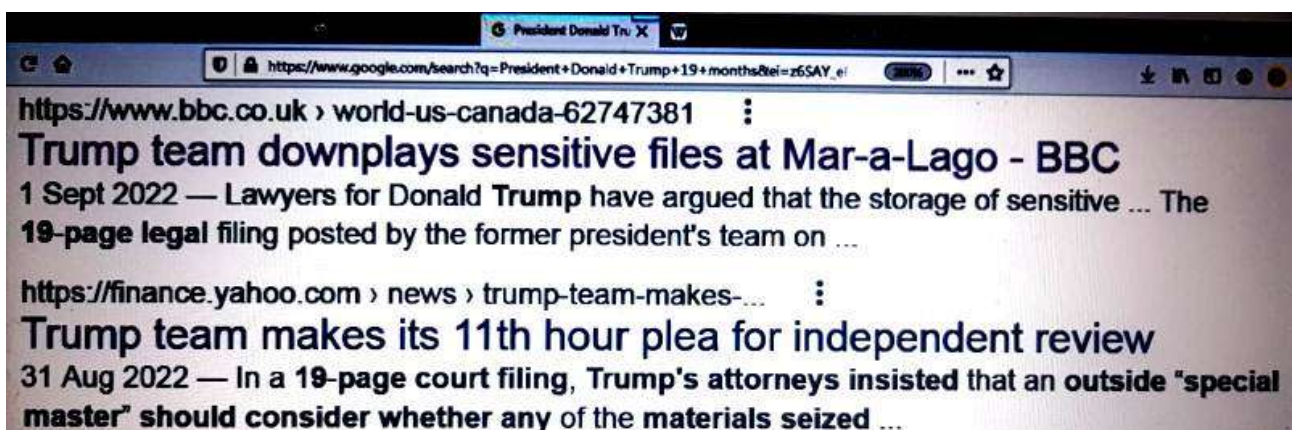 President Donald Tru
https://www.google.com/search?q=President+Donald+Trump+19+months&ei=z6SAY_e
https://www.bbc.co.uk › world-us-canada-62747381
Trump team downplays sensitive files at Mar-a-Lago - BBC
1 Sept 2022 — Lawyers for Donald Trump have argued that the storage of sensitive ... The
19-page legal filing posted by the former president's team on ...
https://finance.yahoo.com › news › trump-team-makes-...
Trump team makes its 11th hour plea for independent review
31 Aug 2022 — In a 19-page court filing, Trump's attorneys insisted that an outside "special
master" should consider whether any of the materials seized ...